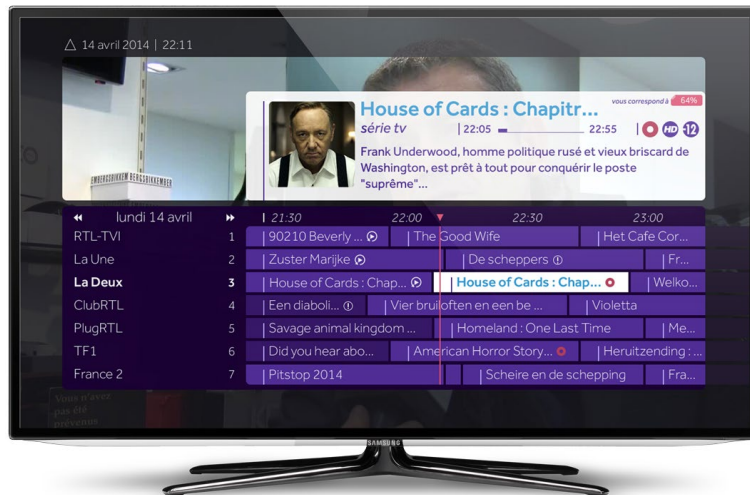 14 avril 2014 | 22:11
House of Cards : Chapitr...
vous correspond à 64%
série tv | 22:05 22:55 HD -12
Frank Underwood, homme politique rusé et vieux briscard de
Washington, est prêt à tout pour conquérir le poste
"suprême"...
lundi 14 avril 21:30 22:00 22:30 23:00
RTL-TVI 1 | 90210 Beverly ... | The Good Wife | Het Cafe Cor...
La Une 2 | Zuster Marijke | De scheppers | Fr...
La Deux 3 | House of Cards : Chap... | House of Cards : Chap... | Welko...
ClubRTL 4 | Een diaboli... | Vier bruiloften en een be ... | Violetta
PlugRTL 5 | Savage animal kingdom ... | Homeland : One Last Time | Me...
TF1 6 | Did you hear abo... | American Horror Story... | Heruitzending : ...
France 2 7 | Pitstop 2014 | Scheire en de schepping | Fra...
Vous n'avez
pas été
prévenus
SAMSUNG